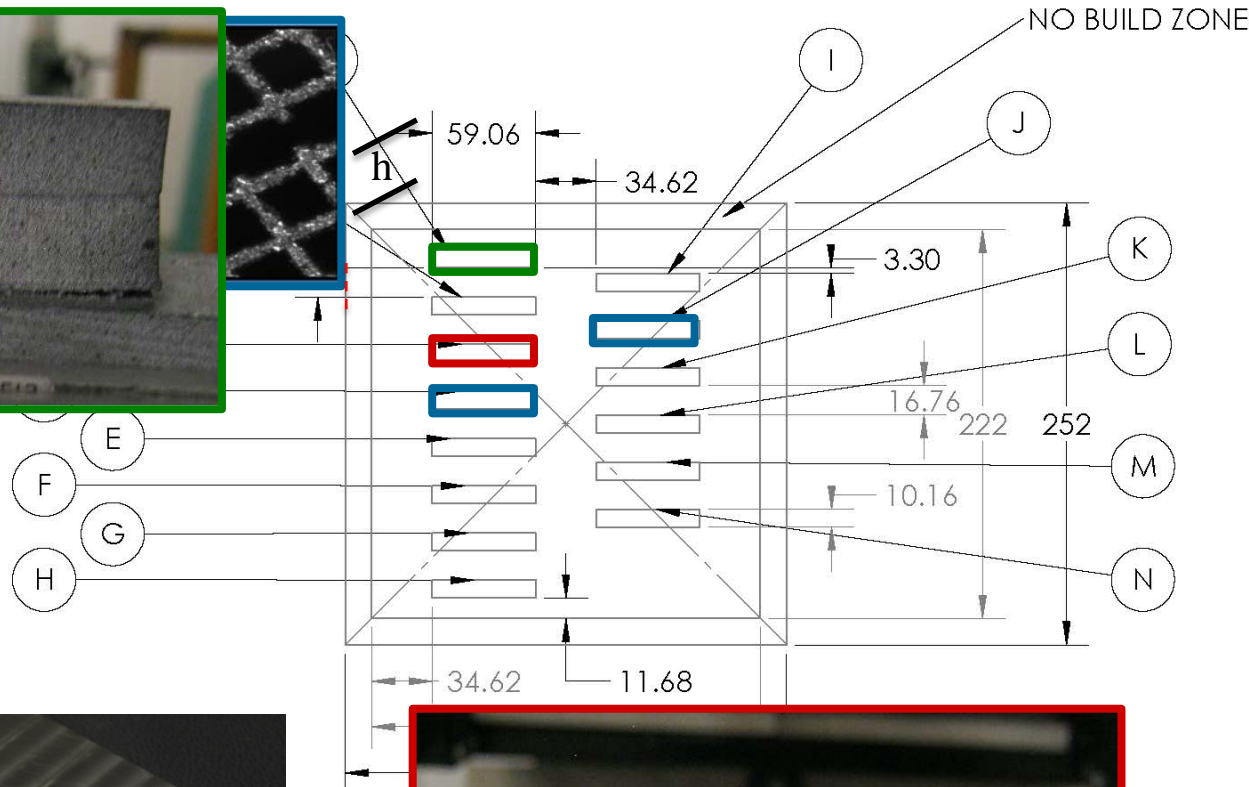 NO BUILD ZONE
I
J
59.06
h
34.62
K
3.30
L
16.76
222
252
E
M
F
10.16
G
N
H
34.62
11.68